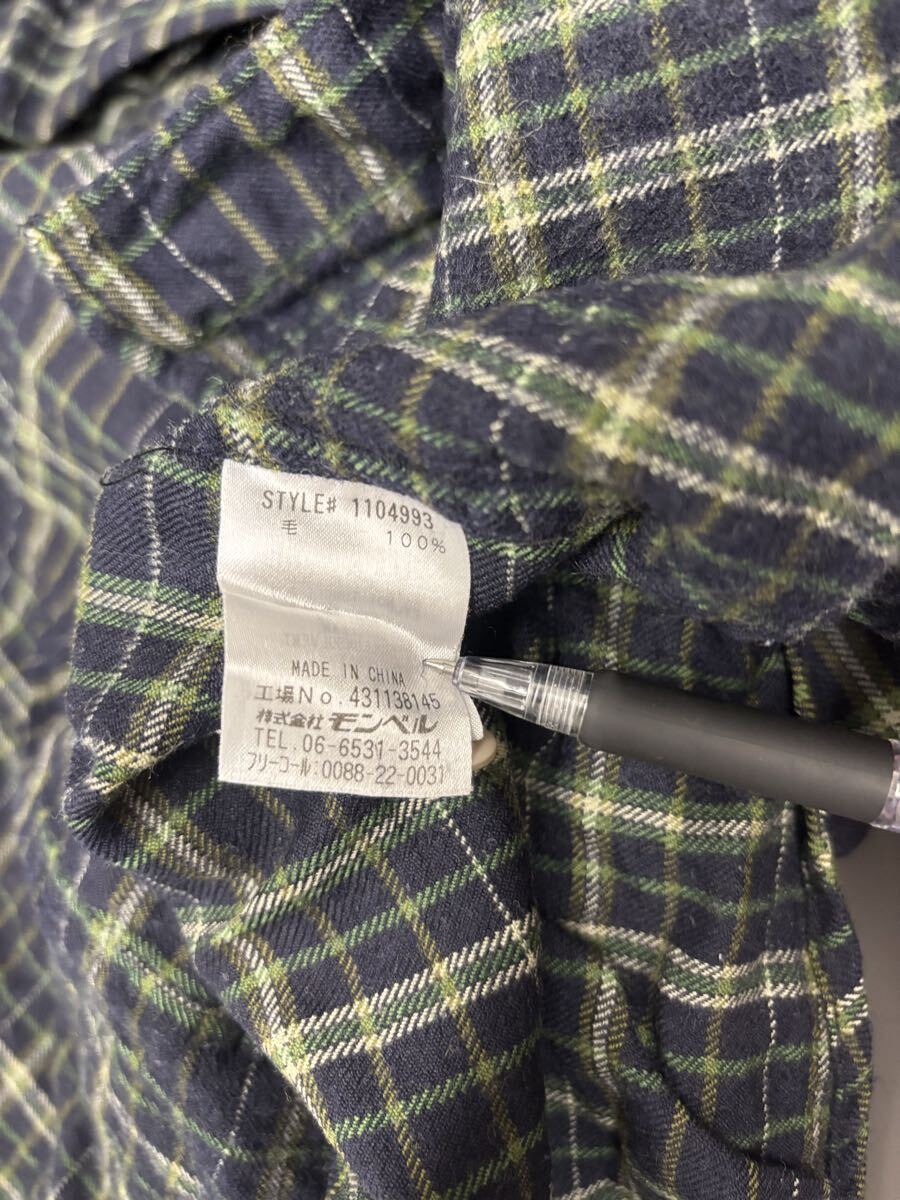 STYLE# 1104993
毛 100%
MADE IN CHINA
工場No. 431138145
株式会社 モンベル
TEL. 06-6531-3544
フリーコール:0088-22-0031